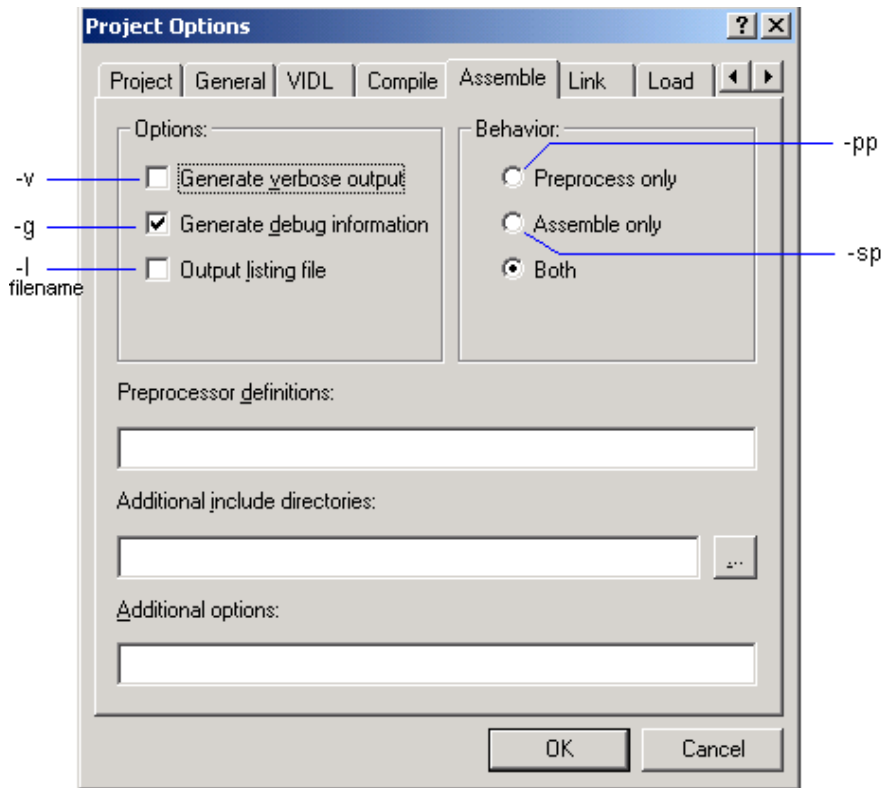 Project Options
Project General VIDL Compile Assemble Link Load
Options:
-v Generate verbose output
-g Generate debug information
-l filename Output listing file
Behavior:
Preprocess only -pp
Assemble only -sp
Both
Preprocessor definitions:
Additional include directories:
...
Additional options:
OK Cancel